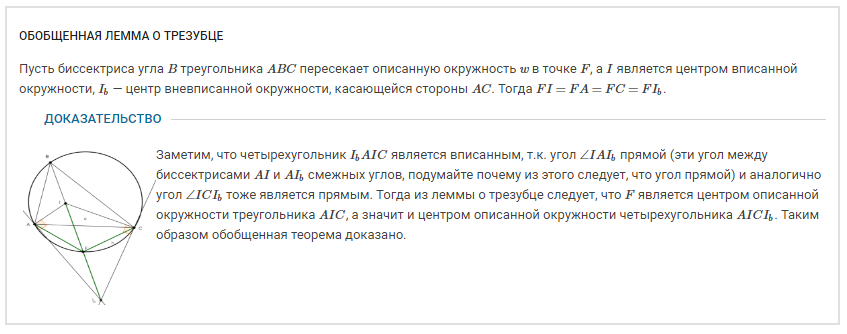 ОБОБЩЕННАЯ ЛЕММА О ТРЕЗУБЦЕ
Пусть биссектриса угла B треугольника ABC пересекает описанную окружность w в точке F, а I является центром вписанной
окружности, I_b — центр вневписанной окружности, касающейся стороны AC. Тогда FI = FA = FC = FI_b.
ДОКАЗАТЕЛЬСТВО
Заметим, что четырехугольник I_bAIC является вписанным, т.к. угол ∠IAI_b прямой (эти угол между
биссектрисами AI и AI_b смежных углов, подумайте почему из этого следует, что угол прямой) и аналогично
угол ∠ICI_b тоже является прямым. Тогда из леммы о трезубце следует, что F является центром описанной
окружности треугольника AIC, а значит и центром описанной окружности четырехугольника AICI_b. Таким
образом обобщенная теорема доказано.